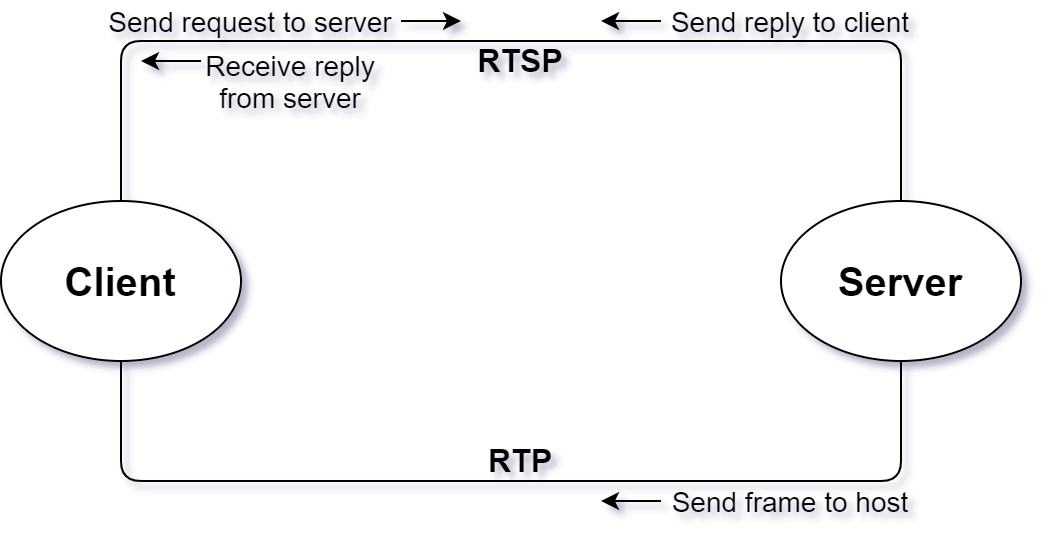 Send request to server
Send reply to client
RTSP
Receive reply
from server
Client
Server
RTP
Send frame to host